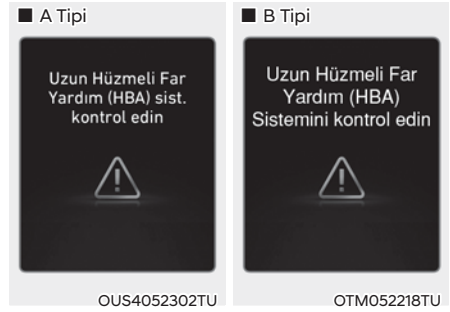 ■ A Tipi
Uzun Hüzmeli Far
Yardım (HBA) sist.
kontrol edin
OUS4052302TU
■ B Tipi
Uzun Hüzmeli Far
Yardım (HBA)
Sistemini kontrol edin
OTM052218TU